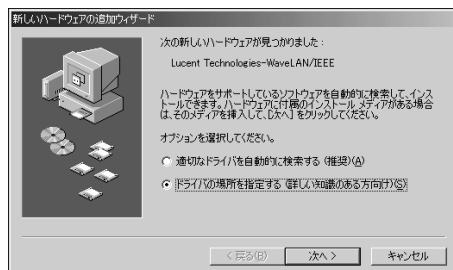 新しいハードウェアの追加ウィザード
次の新しいハードウェアが見つかりました：
Lucent Technologies-WaveLAN/IEEE
ハードウェアをサポートしているソフトウェアを自動的に検索して、インス
トールできます。ハードウェアに付属のインストール メディアがある場合
は、そのメディアを挿入して、[次へ] をクリックしてください。
オプションを選択してください。
適切なドライバを自動的に検索する (推奨)(A)
ドライバの場所を指定する (詳しい知識のある方向け)(S)
< 戻る(B)
次へ >
キャンセル